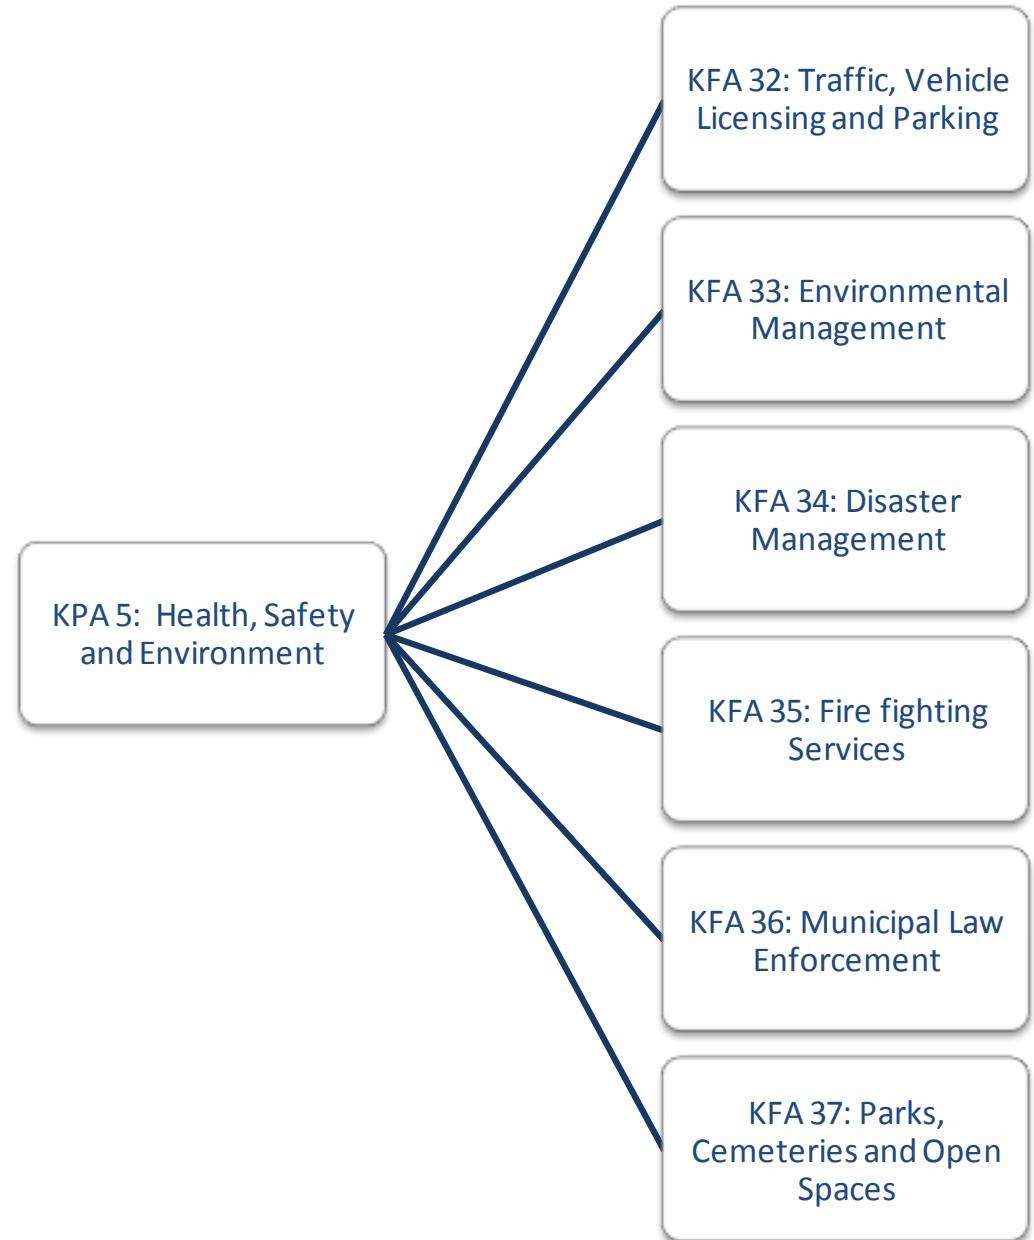 KFA 32: Traffic, Vehicle
Licensing and Parking
KFA 33: Environmental
Management
KFA 34: Disaster
Management
KPA 5: Health, Safety
and Environment
KFA 35: Fire fighting
Services
KFA 36: Municipal Law
Enforcement
KFA 37: Parks,
Cemeteries and Open
Spaces